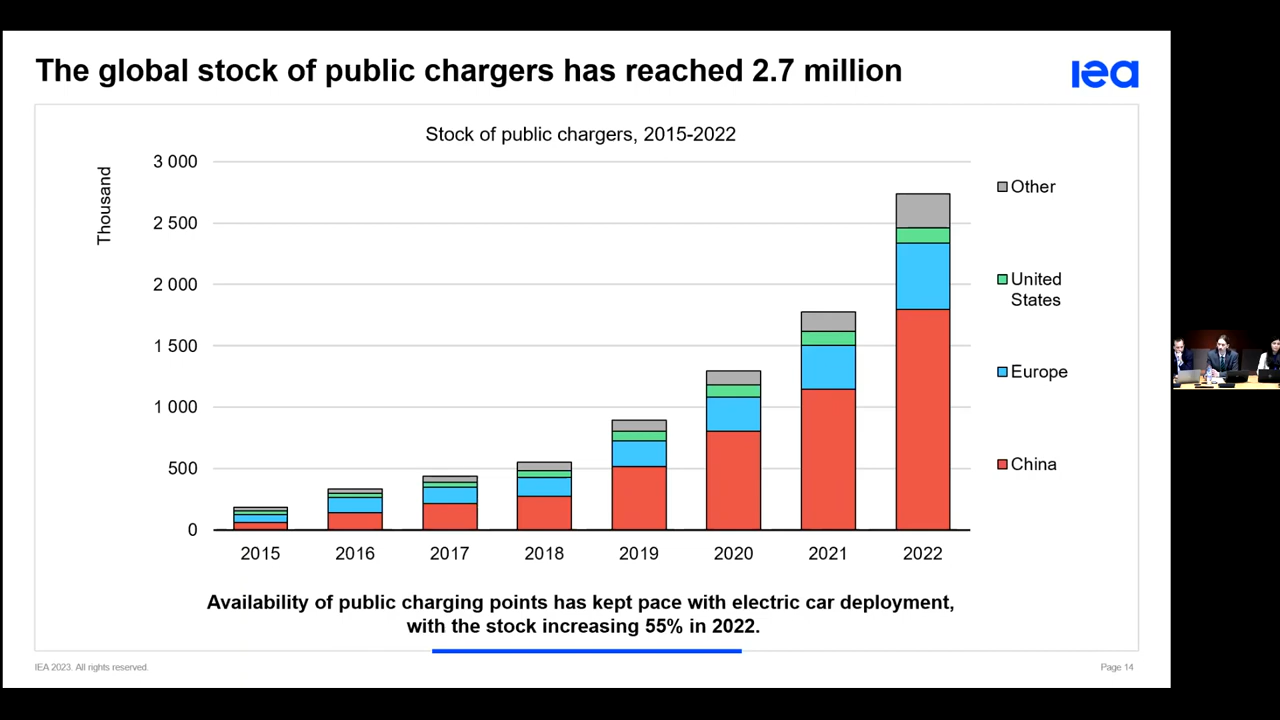 The global stock of public chargers has reached 2.7 million
iea
Stock of public chargers, 2015-2022
Thousand
3 000
2 500
2 000
1 500
1 000
500
0
2015 2016 2017 2018 2019 2020 2021 2022
Other
United
States
Europe
China
Availability of public charging points has kept pace with electric car deployment,
with the stock increasing 55% in 2022.
IEA 2023. All rights reserved.
Page 14